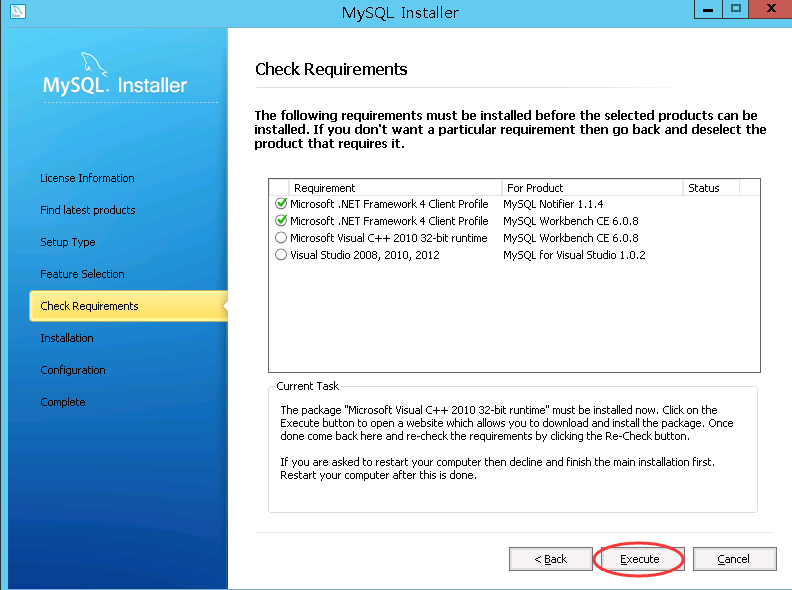 MySQL Installer
MySQL. Installer
License Information
Find latest products
Setup Type
Feature Selection
Check Requirements
Installation
Configuration
Complete
Check Requirements
The following requirements must be installed before the selected products can be
installed. If you don't want a particular requirement then go back and deselect the
product that requires it.
Requirement For Product Status
Microsoft .NET Framework 4 Client Profile MySQL Notifier 1.1.4
Microsoft .NET Framework 4 Client Profile MySQL Workbench CE 6.0.8
Microsoft Visual C++ 2010 32-bit runtime MySQL Workbench CE 6.0.8
Visual Studio 2008, 2010, 2012 MySQL for Visual Studio 1.0.2
Current Task
The package "Microsoft Visual C++ 2010 32-bit runtime" must be installed now. Click on the
Execute button to open a website which allows you to download and install the package. Once
done come back here and re-check the requirements by clicking the Re-Check button.
If you are asked to restart your computer then decline and finish the main installation first.
Restart your computer after this is done.
< Back Execute Cancel